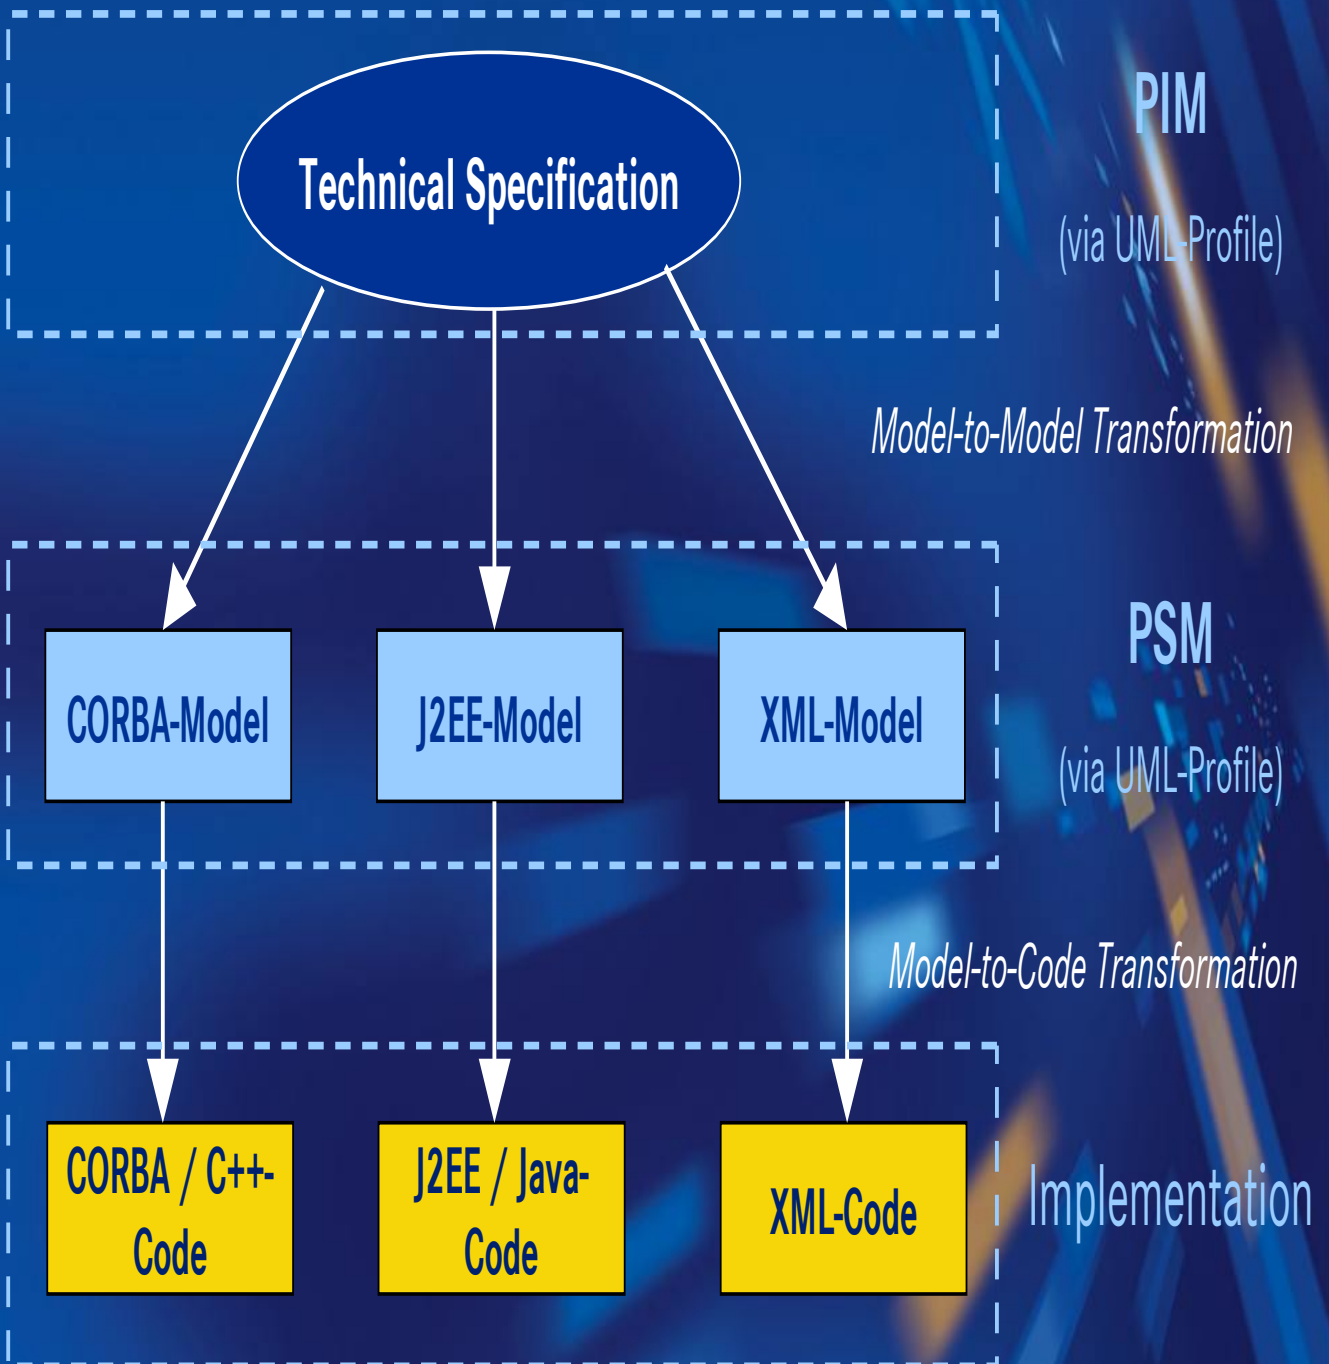 PIM
Technical Specification
(via UML-Profile)
Model-to-Model Transformation
PSM
CORBA-Model
J2EE-Model
XML-Model
(via UML-Profile)
Model-to-Code Transformation
CORBA / C++-
Code
J2EE / Java-
Code
XML-Code
Implementation